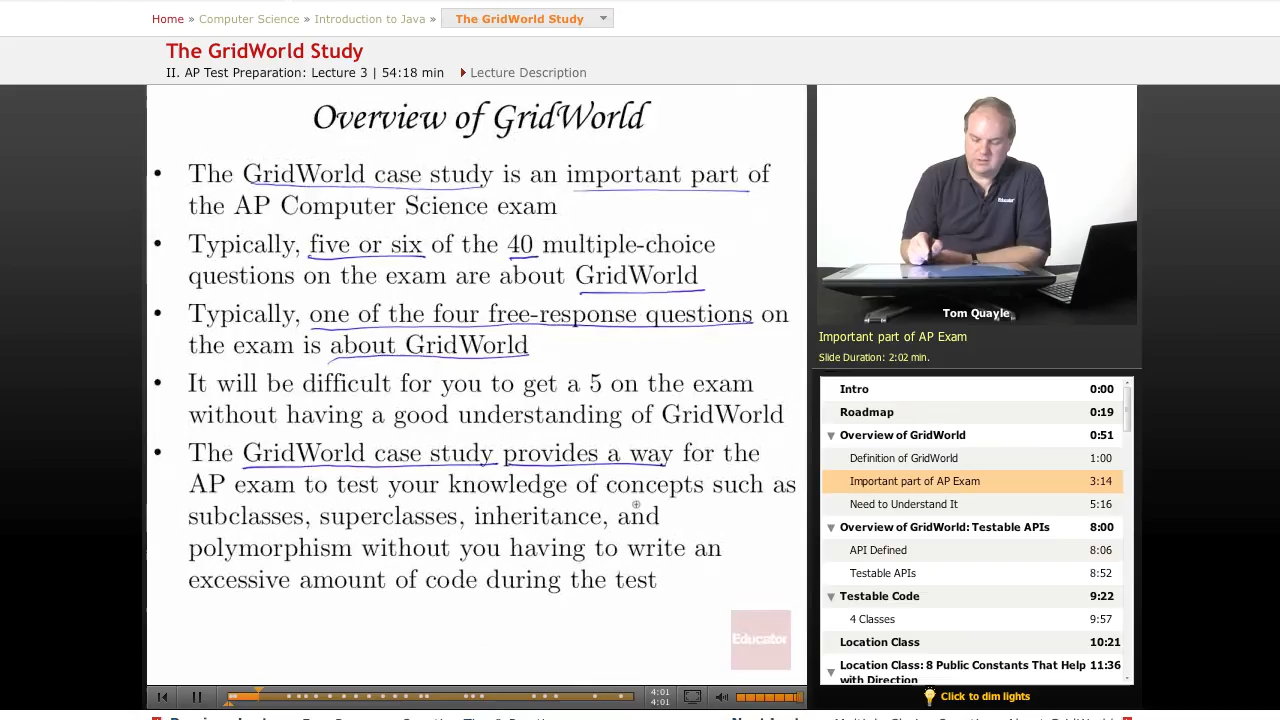 Home » Computer Science » Introduction to Java » The GridWorld Study
The GridWorld Study
II. AP Test Preparation: Lecture 3 | 54:18 min Lecture Description
Overview of GridWorld
• The GridWorld case study is an important part of
the AP Computer Science exam
• Typically, five or six of the 40 multiple-choice
questions on the exam are about GridWorld
• Typically, one of the four free-response questions on
the exam is about GridWorld
• It will be difficult for you to get a 5 on the exam
without having a good understanding of GridWorld
• The GridWorld case study provides a way for the
AP exam to test your knowledge of concepts such as
subclasses, superclasses, inheritance, and
polymorphism without you having to write an
excessive amount of code during the test
Educator
Educator
Tom Quayle
Important part of AP Exam
Slide Duration: 2:02 min.
Intro 0:00
Roadmap 0:19
Overview of GridWorld 0:51
Definition of GridWorld 1:00
Important part of AP Exam 3:14
Need to Understand It 5:16
Overview of GridWorld: Testable APIs 8:00
API Defined 8:06
Testable APIs 8:52
Testable Code 9:22
4 Classes 9:57
Location Class 10:21
Location Class: 8 Public Constants That Help 11:36
with Direction
4:01
4:01
Click to dim lights